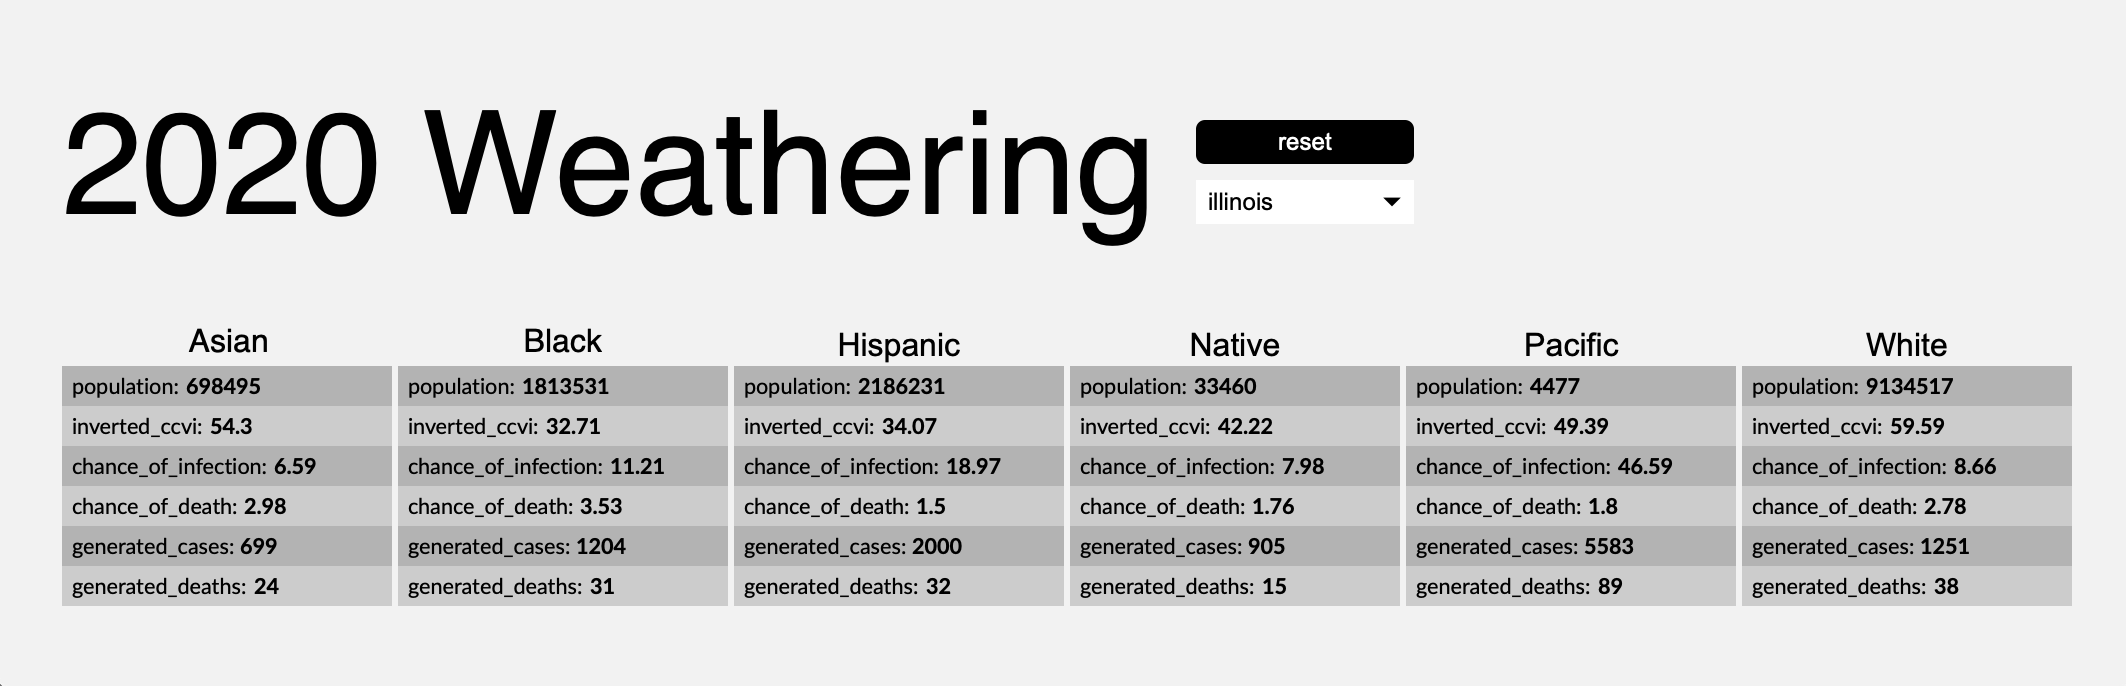 2020 Weathering
reset
illinois
Asian
population: 698495
inverted_ccvi: 54.3
chance_of_infection: 6.59
chance_of_death: 2.98
generated_cases: 699
generated_deaths: 24
Black
population: 1813531
inverted_ccvi: 32.71
chance_of_infection: 11.21
chance_of_death: 3.53
generated_cases: 1204
generated_deaths: 31
Hispanic
population: 2186231
inverted_ccvi: 34.07
chance_of_infection: 18.97
chance_of_death: 1.5
generated_cases: 2000
generated_deaths: 32
Native
population: 33460
inverted_ccvi: 42.22
chance_of_infection: 7.98
chance_of_death: 1.76
generated_cases: 905
generated_deaths: 15
Pacific
population: 4477
inverted_ccvi: 49.39
chance_of_infection: 46.59
chance_of_death: 1.8
generated_cases: 5583
generated_deaths: 89
White
population: 9134517
inverted_ccvi: 59.59
chance_of_infection: 8.66
chance_of_death: 2.78
generated_cases: 1251
generated_deaths: 38